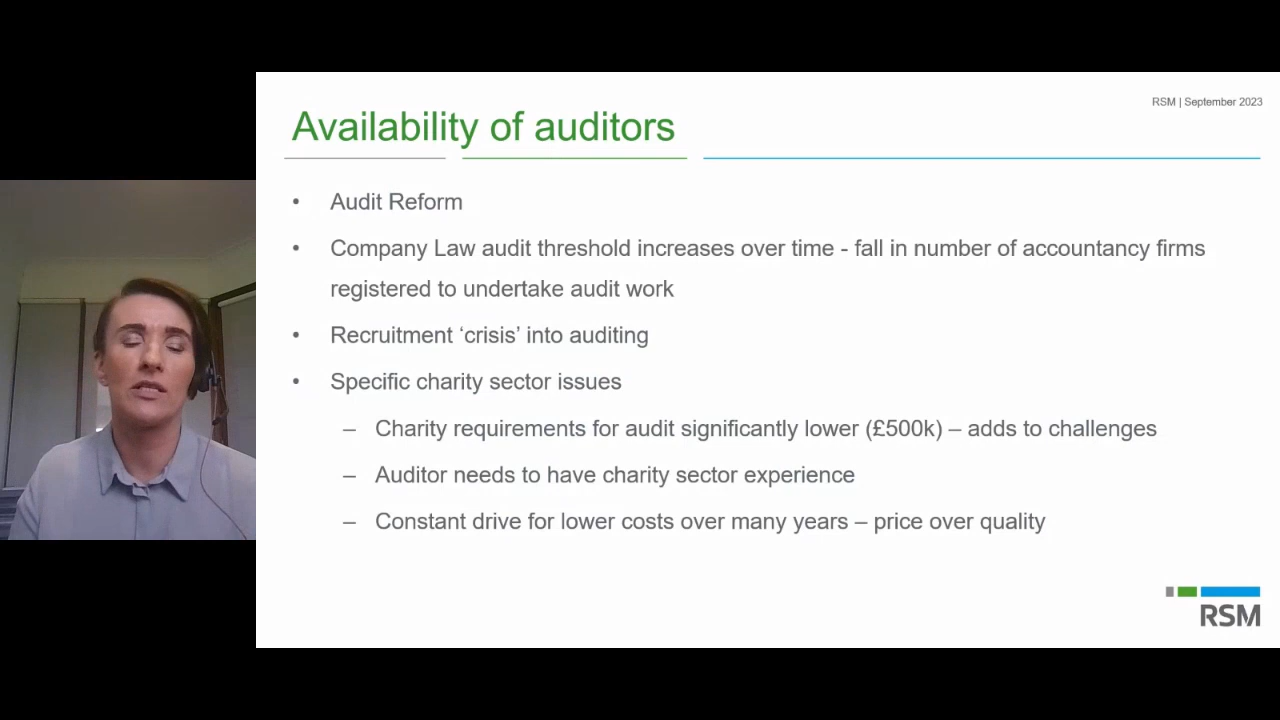 RSM | September 2023
Availability of auditors
• Audit Reform
• Company Law audit threshold increases over time - fall in number of accountancy firms
registered to undertake audit work
• Recruitment ‘crisis’ into auditing
• Specific charity sector issues
– Charity requirements for audit significantly lower (£500k) – adds to challenges
– Auditor needs to have charity sector experience
– Constant drive for lower costs over many years – price over quality
RSM